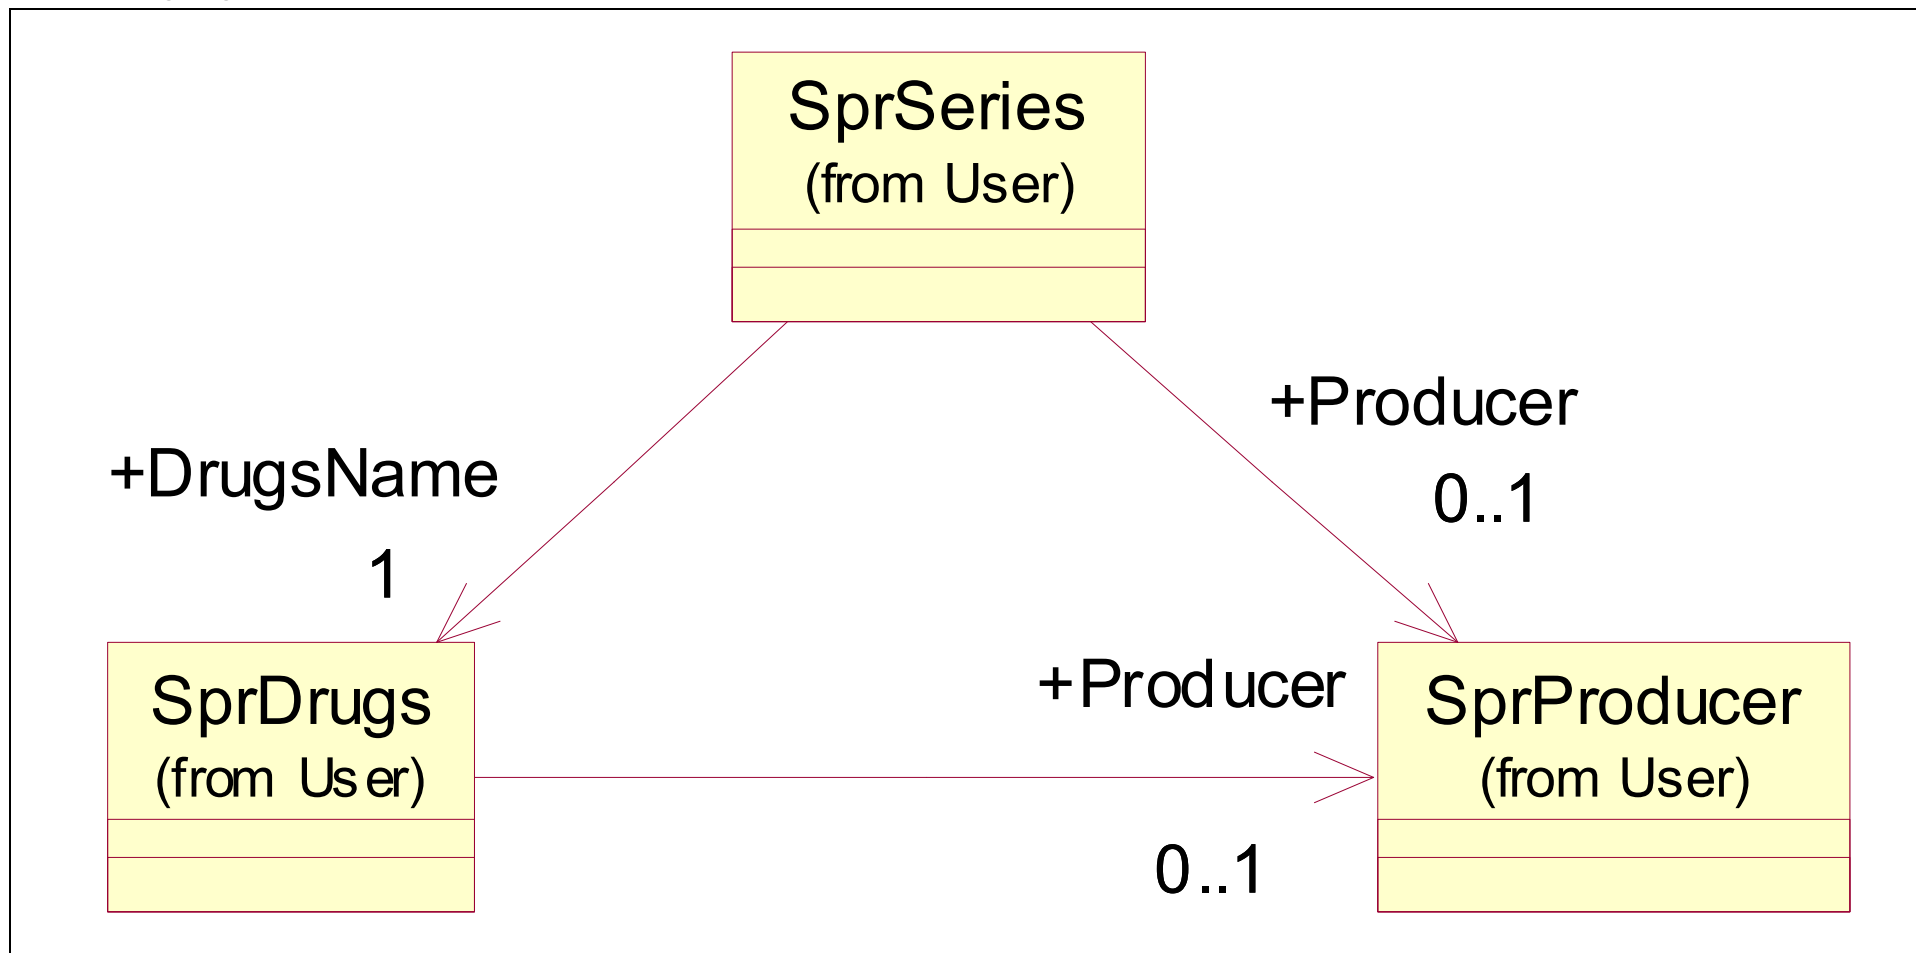 SprSeries
(from User)
+Producer
+DrugsName
0..1
1
+Producer
SprDrugs
(from User)
SprProducer
(from User)
0..1